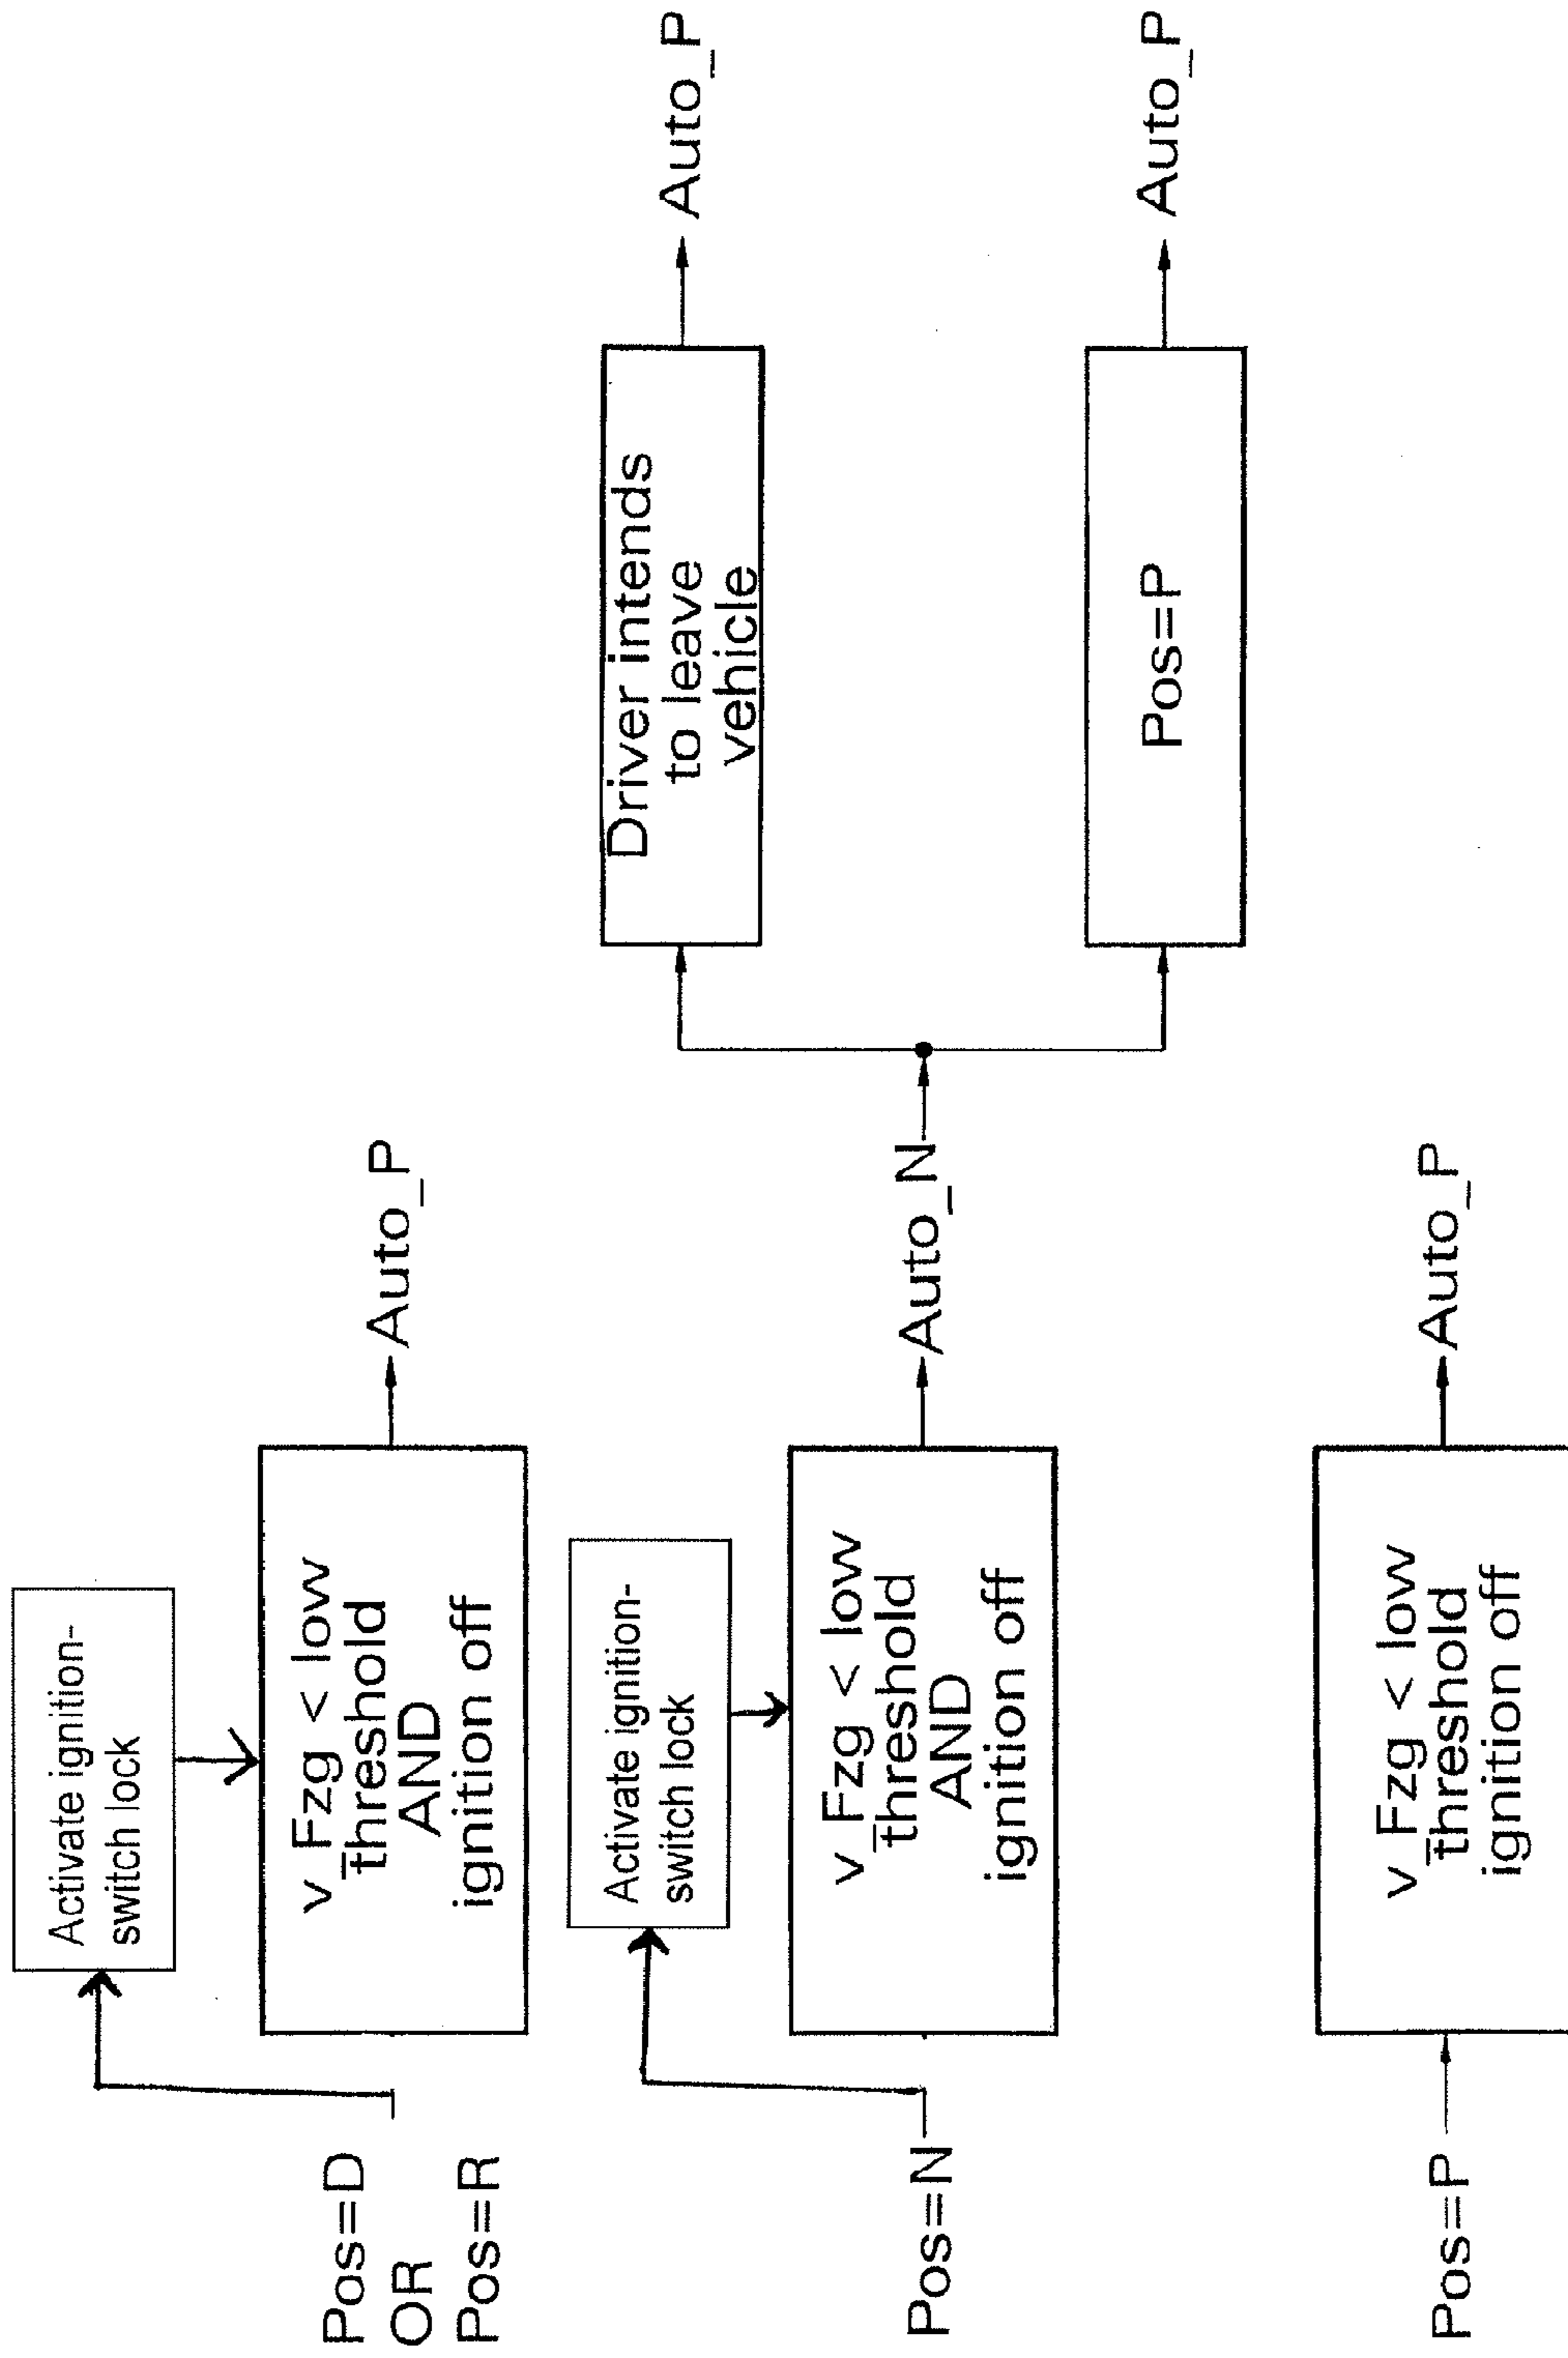 Activate ignition-
switch lock
Pos=D
OR
Pos=R
v_Fzg < low
threshold
AND
ignition off
Auto_P
Activate ignition-
switch lock
Pos=N
v_Fzg < low
threshold
AND
ignition off
Auto_N
Driver intends
to leave
vehicle
Auto_P
Pos=P
Auto_P
Pos=P
v_Fzg < low
threshold
ignition off
Auto_P